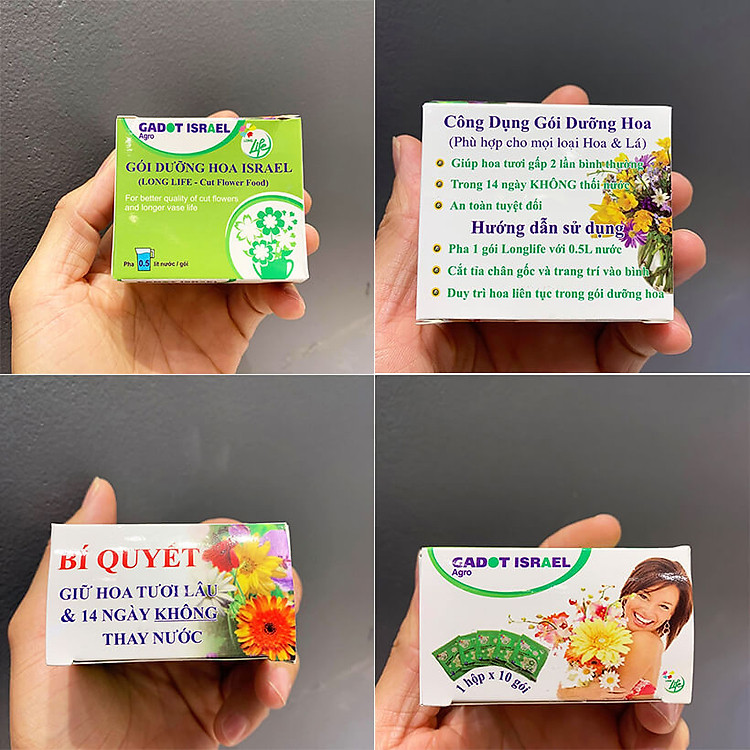 GADOT ISRAEL
Agro
LONG
Life
GÓI DƯỠNG HOA ISRAEL
(LONG LIFE - Cut Flower Food)
For better quality of cut flowers
and longer vase life
Pha 0.5 lít nước / gói
Công Dụng Gói Dưỡng Hoa
(Phù hợp cho mọi loại Hoa & Lá)
Giúp hoa tươi gấp 2 lần bình thường
Trong 14 ngày KHÔNG thối nước
An toàn tuyệt đối
Hướng dẫn sử dụng
Pha 1 gói Longlife với 0.5L nước
Cắt tỉa chân gốc và trang trí vào bình
Duy trì hoa liên tục trong gói dưỡng hoa
BÍ QUYẾT
GIỮ HOA TƯƠI LÂU
& 14 NGÀY KHÔNG
THAY NƯỚC
GADOT ISRAEL
Agro
1 hộp x 10 gói
Life